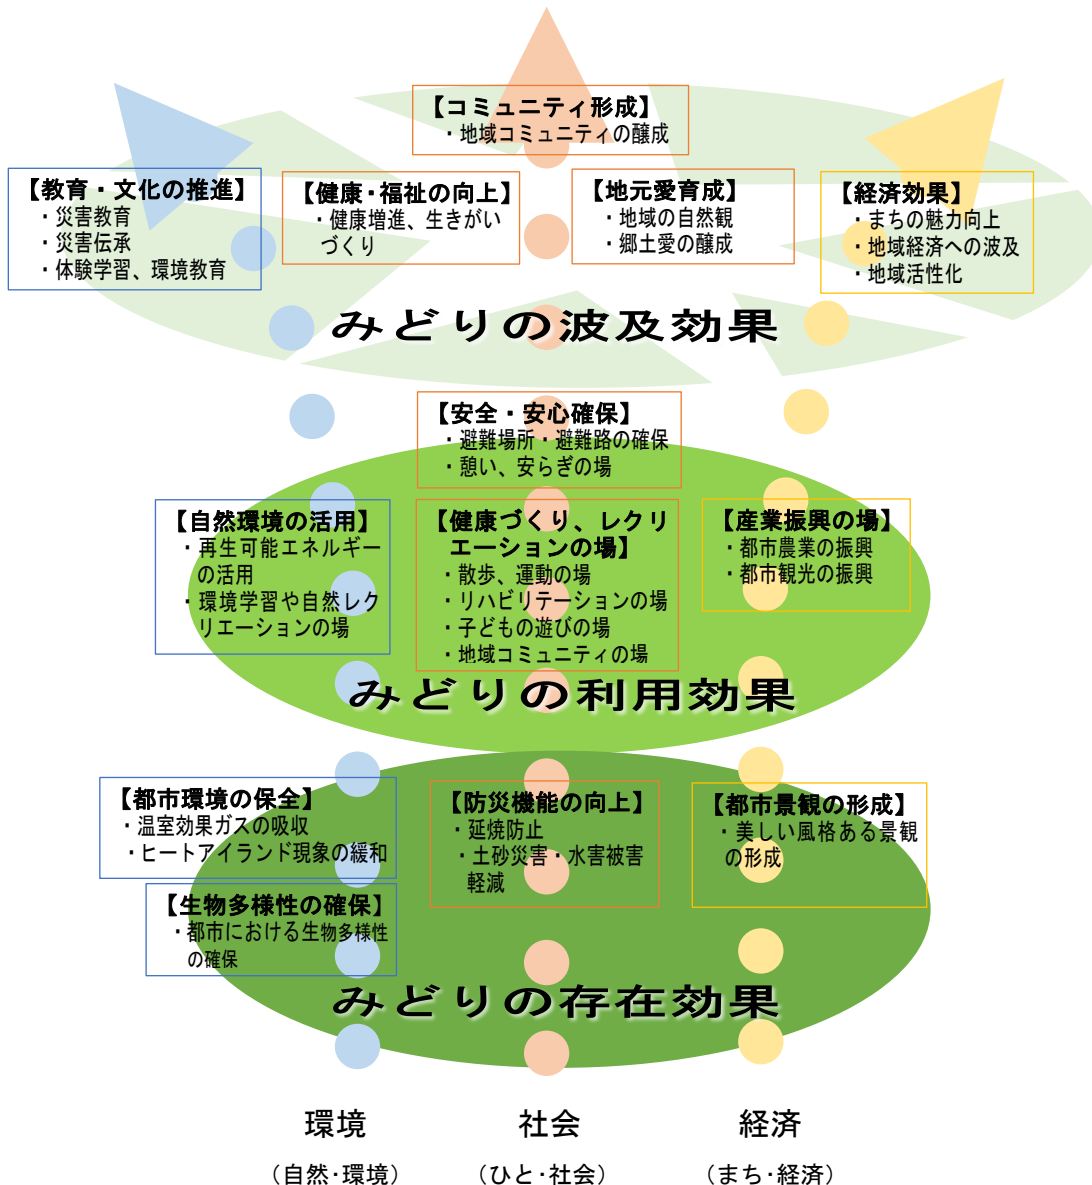 【コミュニティ形成】
・地域コミュニティの醸成
【教育・文化の推進】
・災害教育
・災害伝承
・体験学習、環境教育
【健康・福祉の向上】
・健康増進、生きがい
づくり
【地元愛育成】
・地域の自然観
・郷土愛の醸成
【経済効果】
・まちの魅力向上
・地域経済への波及
・地域活性化
みどりの波及効果
【安全・安心確保】
・避難場所・避難路の確保
・憩い、安らぎの場
【自然環境の活用】
・再生可能エネルギー
の活用
・環境学習や自然レク
リエーションの場
【健康づくり、レクリ
エーションの場】
・散歩、運動の場
・リハビリテーションの場
・子どもの遊びの場
・地域コミュニティの場
【産業振興の場】
・都市農業の振興
・都市観光の振興
みどりの利用効果
【都市環境の保全】
・温室効果ガスの吸収
・ヒートアイランド現象の緩和
【生物多様性の確保】
・都市における生物多様性
の確保
【防災機能の向上】
・延焼防止
・土砂災害・水害被害
軽減
【都市景観の形成】
・美しい風格ある景観
の形成
みどりの存在効果
環境
社会
経済
（自然・環境）
（ひと・社会）
（まち・経済）